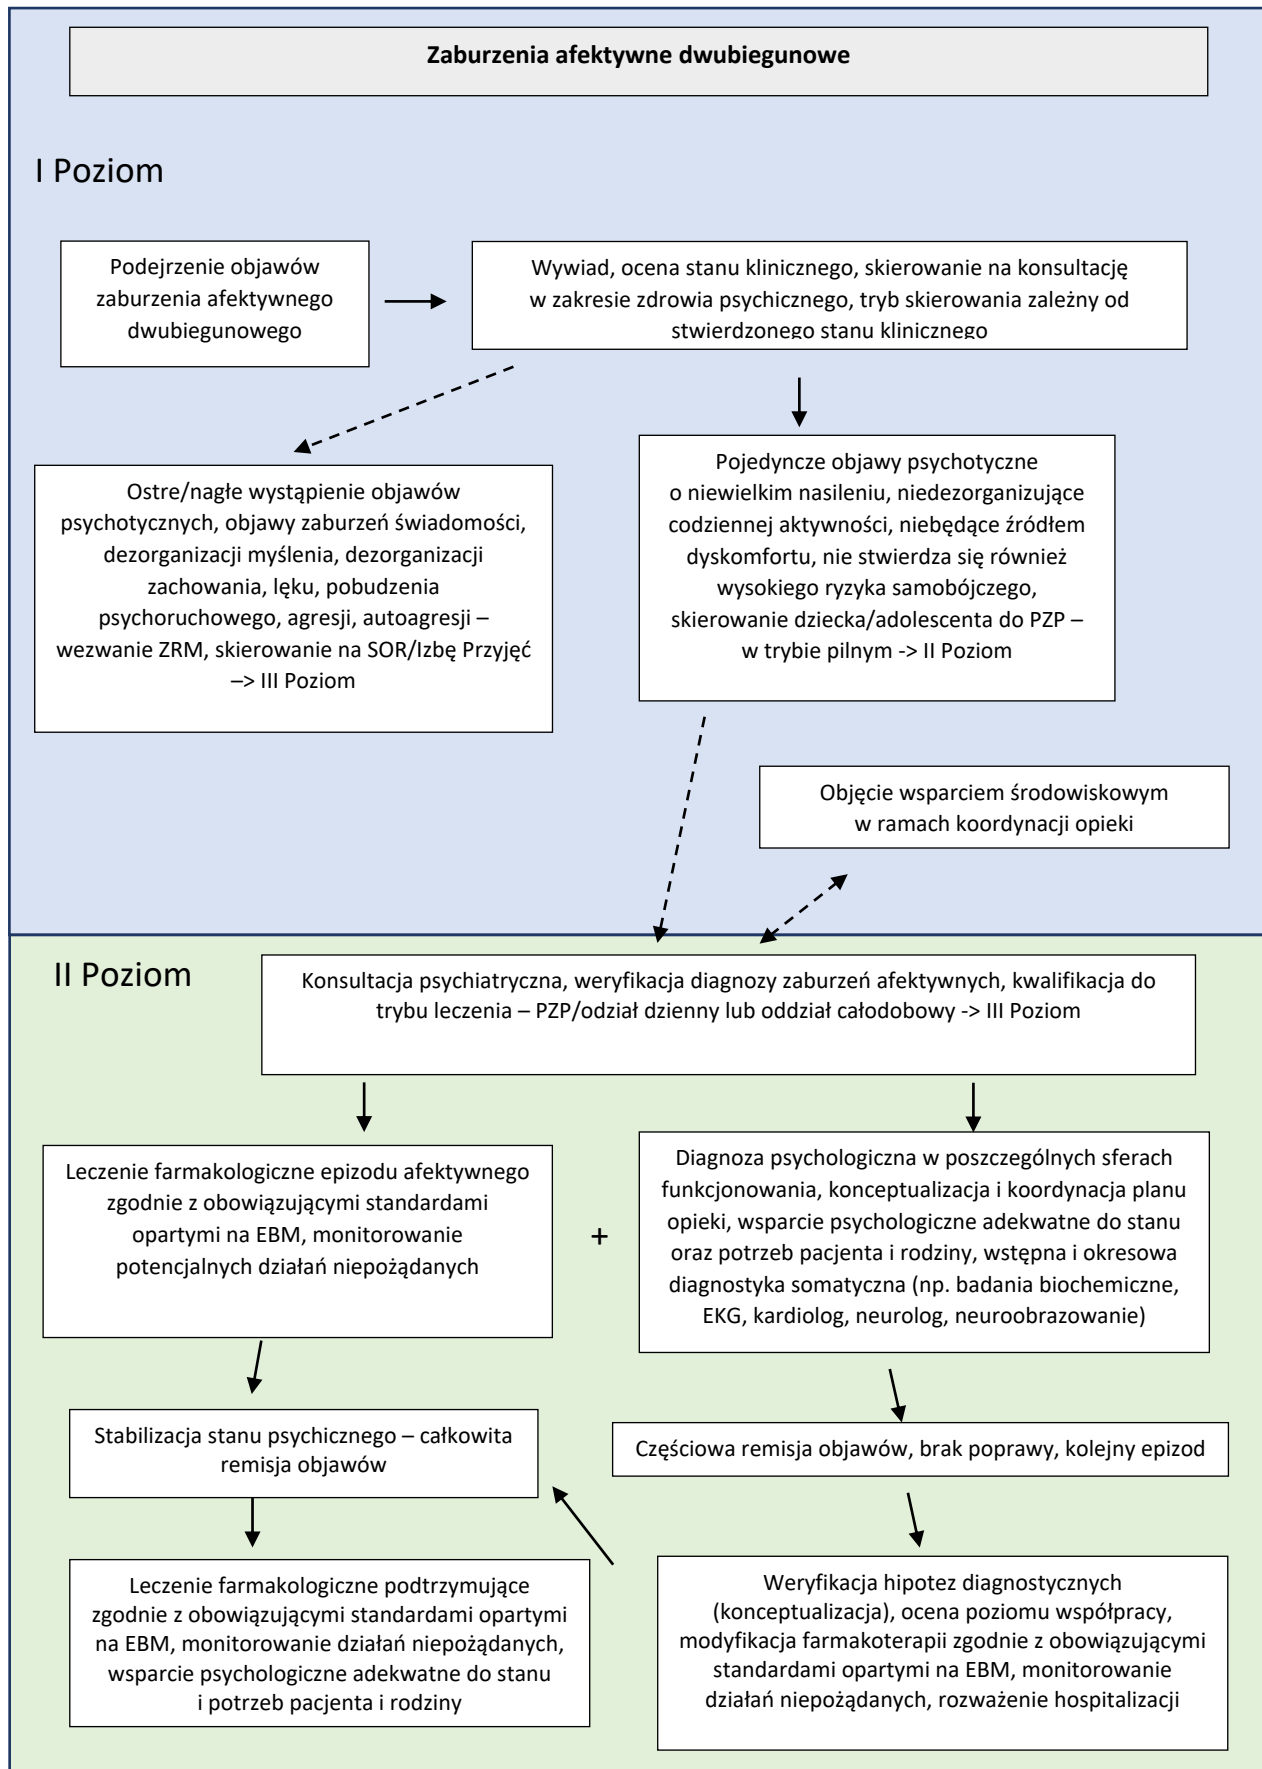 Zaburzenia afektywne dwubiegunowe
I Poziom
Podejrzenie objawów
zaburzenia afektywnego
dwubiegunowego
Wywiad, ocena stanu klinicznego, skierowanie na konsultację
w zakresie zdrowia psychicznego, tryb skierowania zależny od
stwierdzonego stanu klinicznego
Ostre/nagłe wystąpienie objawów
psychotycznych, objawy zaburzeń świadomości,
dezorganizacji myślenia, dezorganizacji
zachowania, lęku, pobudzenia
psychoruchowego, agresji, autoagresji –
wezwanie ZRM, skierowanie na SOR/Izbę Przyjęć
–> III Poziom
Pojedyncze objawy psychotyczne
o niewielkim nasileniu, niedezorganizujące
codziennej aktywności, niebędące źródłem
dyskomfortu, nie stwierdza się również
wysokiego ryzyka samobójczego,
skierowanie dziecka/adolescenta do PZP –
w trybie pilnym -> II Poziom
Objęcie wsparciem środowiskowym
w ramach koordynacji opieki
II Poziom
Konsultacja psychiatryczna, weryfikacja diagnozy zaburzeń afektywnych, kwalifikacja do
trybu leczenia – PZP/odział dzienny lub oddział całodobowy -> III Poziom
Leczenie farmakologiczne epizodu afektywnego
zgodnie z obowiązującymi standardami
opartymi na EBM, monitorowanie
potencjalnych działań niepożądanych
+
Diagnoza psychologiczna w poszczególnych sferach
funkcjonowania, konceptualizacja i koordynacja planu
opieki, wsparcie psychologiczne adekwatne do stanu
oraz potrzeb pacjenta i rodziny, wstępna i okresowa
diagnostyka somatyczna (np. badania biochemiczne,
EKG, kardiolog, neurolog, neuroobrazowanie)
Stabilizacja stanu psychicznego – całkowita
remisja objawów
Częściowa remisja objawów, brak poprawy, kolejny epizod
Leczenie farmakologiczne podtrzymujące
zgodnie z obowiązującymi standardami opartymi
na EBM, monitorowanie działań niepożądanych,
wsparcie psychologiczne adekwatne do stanu
i potrzeb pacjenta i rodziny
Weryfikacja hipotez diagnostycznych
(konceptualizacja), ocena poziomu współpracy,
modyfikacja farmakoterapii zgodnie z obowiązującymi
standardami opartymi na EBM, monitorowanie
działań niepożądanych, rozważenie hospitalizacji